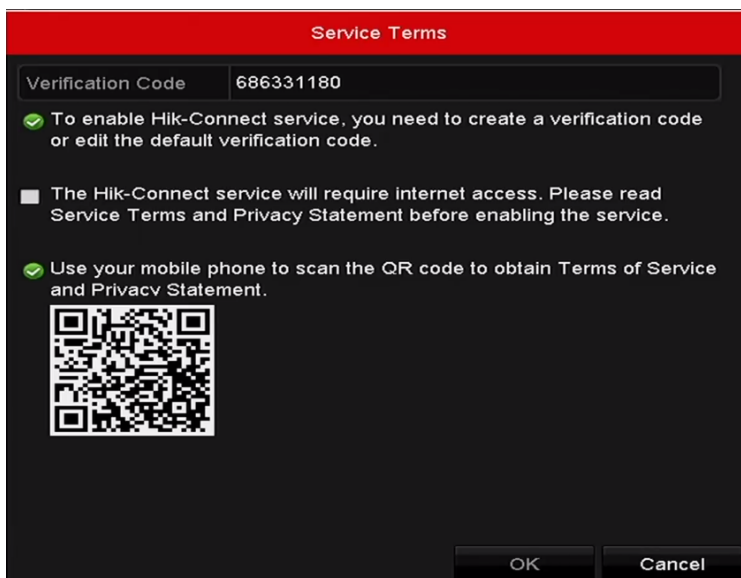 Service Terms
Verification Code 686331180
To enable Hik-Connect service, you need to create a verification code
or edit the default verification code.
The Hik-Connect service will require internet access. Please read
Service Terms and Privacy Statement before enabling the service.
Use your mobile phone to scan the QR code to obtain Terms of Service
and Privacy Statement.
OK Cancel